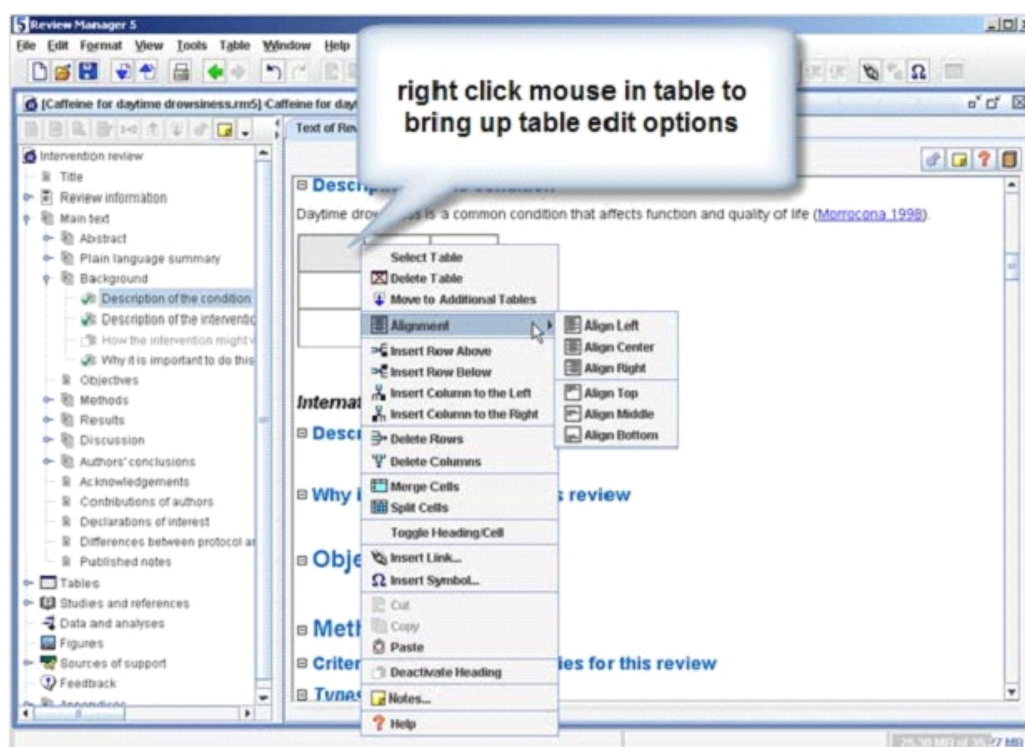 Review Manager 5
File Edit Format View Tools Table Window Help
right click mouse in table to
bring up table edit options
[Caffeine for daytime drowsiness.rm5] Caffeine for day
Text of Rev
Intervention review
Title
Review information
Main text
Abstract
Plain language summary
Background
Description of the condition
Description of the interventio
How the intervention might w
Why it is important to do this
Objectives
Methods
Results
Discussion
Authors' conclusions
Acknowledgements
Contributions of authors
Declarations of interest
Differences between protocol an
Published notes
Tables
Studies and references
Data and analyses
Figures
Sources of support
Feedback
Appendices
Daytime drowsiness is a common condition that affects function and quality of life (Morrocona 1998).
Select Table
Delete Table
Move to Additional Tables
Alignment
Insert Row Above
Insert Row Below
Insert Column to the Left
Insert Column to the Right
Delete Rows
Delete Columns
Merge Cells
Split Cells
Toggle Heading/Cell
Insert Link...
Insert Symbol...
Cut
Copy
Paste
Deactivate Heading
Notes...
Help
Align Left
Align Center
Align Right
Align Top
Align Middle
Align Bottom
Internat
Descr
Why i s review
Obje
Meth
Criter ies for this review
Types